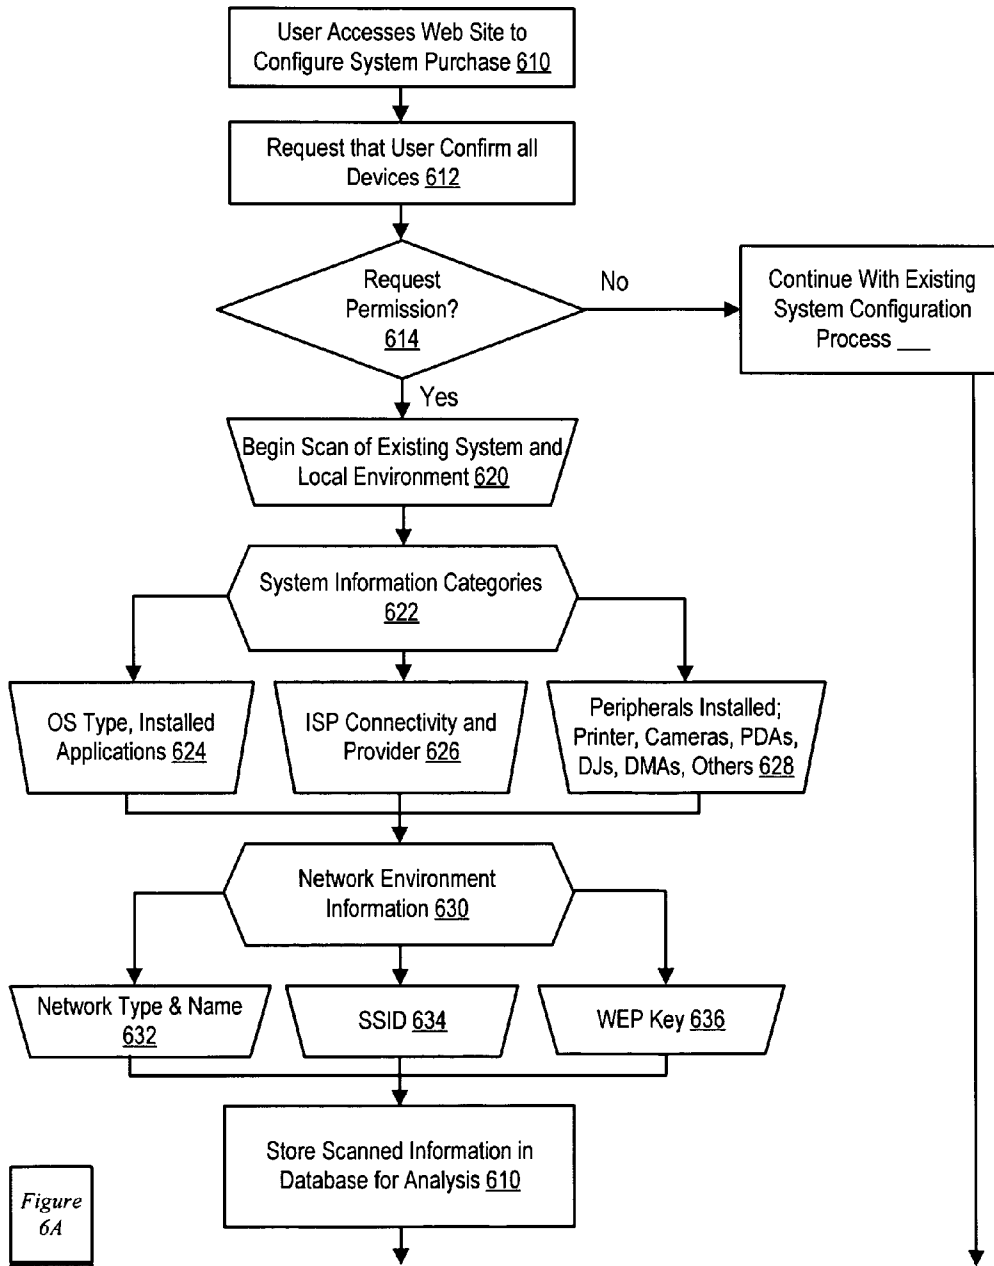 User Accesses Web Site to
Configure System Purchase 610
Request that User Confirm all
Devices 612
Request
Permission?
614
No
Continue With Existing
System Configuration
Process ___
Yes
Begin Scan of Existing System and
Local Environment 620
System Information Categories
622
OS Type, Installed
Applications 624
ISP Connectivity and
Provider 626
Peripherals Installed;
Printer, Cameras, PDAs,
DJs, DMAs, Others 628
Network Environment
Information 630
Network Type & Name
632
SSID 634
WEP Key 636
Store Scanned Information in
Database for Analysis 610
Figure
6A